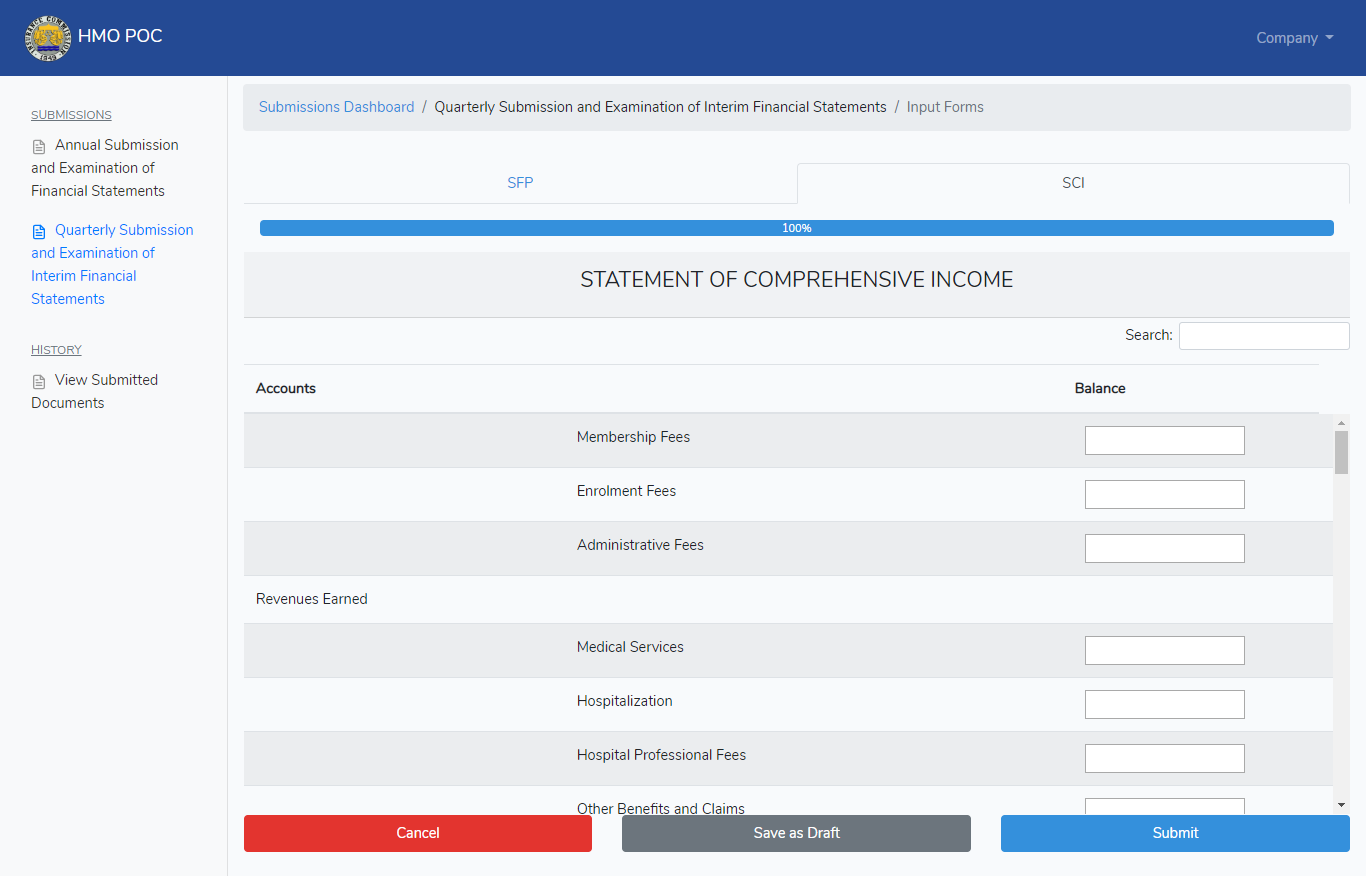 INSURANCE COMMISSION
1949
HMO POC
Company
SUBMISSIONS
Annual Submission
and Examination of
Financial Statements
Quarterly Submission
and Examination of
Interim Financial
Statements
HISTORY
View Submitted
Documents
Submissions Dashboard / Quarterly Submission and Examination of Interim Financial Statements / Input Forms
SFP SCI
100%
STATEMENT OF COMPREHENSIVE INCOME
Search:
Accounts Balance
Membership Fees
Enrolment Fees
Administrative Fees
Revenues Earned
Medical Services
Hospitalization
Hospital Professional Fees
Other Benefits and Claims
Cancel Save as Draft Submit